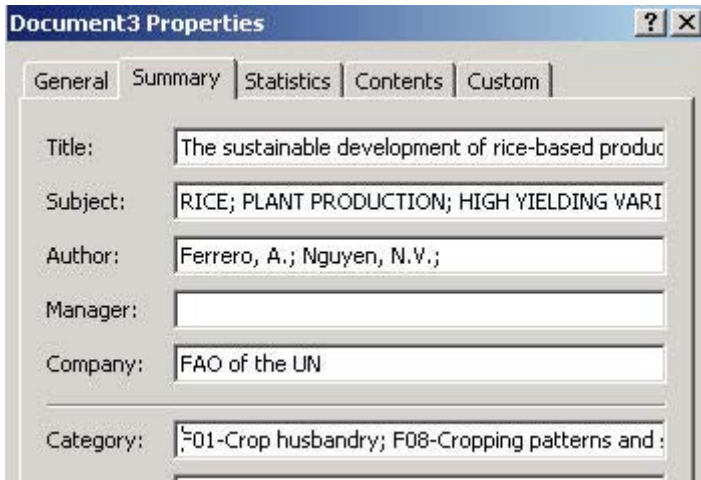 Document3 Properties ? ×
General Summary Statistics Contents Custom
Title: The sustainable development of rice-based produc
Subject: RICE; PLANT PRODUCTION; HIGH YIELDING VARI
Author: Ferrero, A.; Nguyen, N.V.;
Manager:
Company: FAO of the UN
Category: F01-Crop husbandry; F08-Cropping patterns and